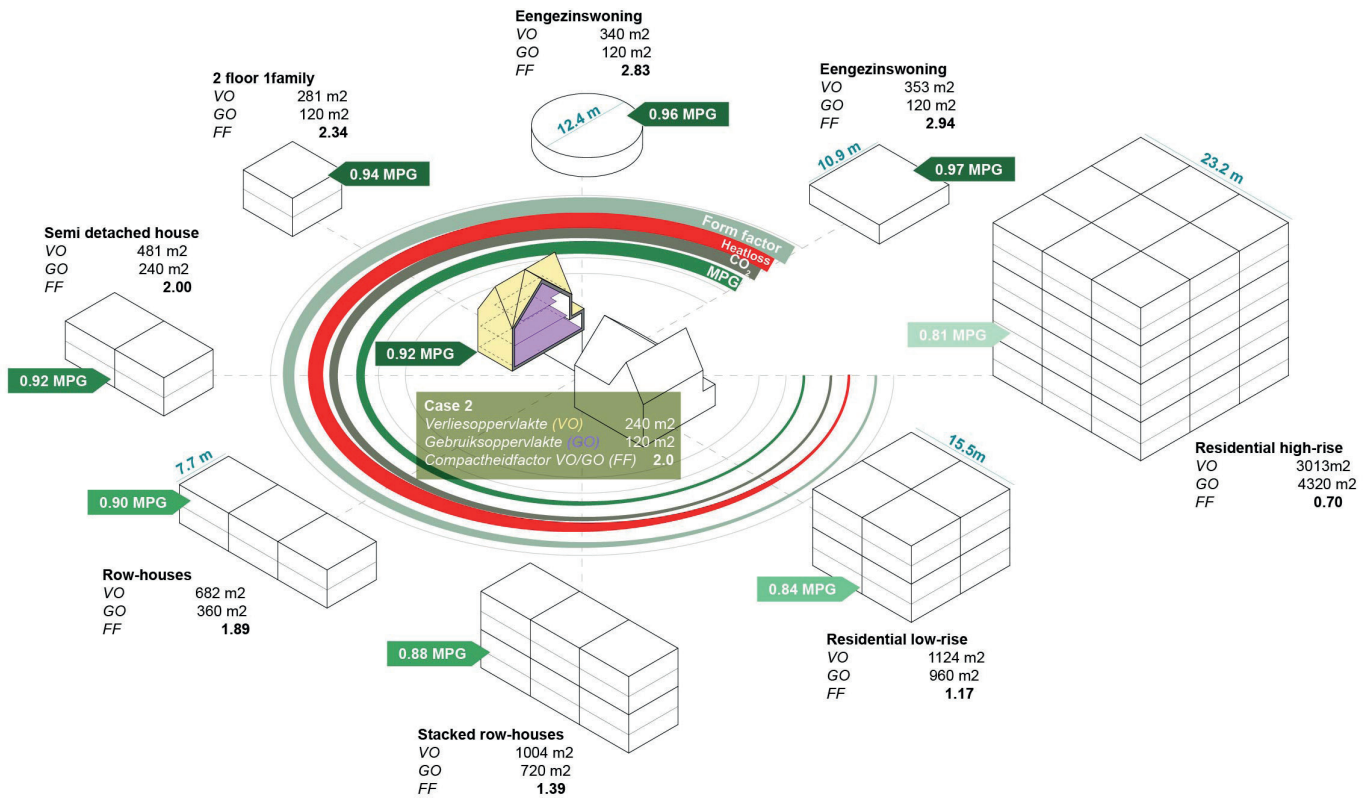 Eengezinswoning
VO 340 m2
GO 120 m2
FF 2.83
12.4 m
0.96 MPG
Eengezinswoning
VO 353 m2
GO 120 m2
FF 2.94
10.9 m
0.97 MPG
2 floor 1family
VO 281 m2
GO 120 m2
FF 2.34
0.94 MPG
23.2 m
0.81 MPG
Residential high-rise
VO 3013m2
GO 4320 m2
FF 0.70
Form factor
Heatloss
CO2
MPG
Semi detached house
VO 481 m2
GO 240 m2
FF 2.00
0.92 MPG
0.92 MPG
Case 2
Verliesoppervlakte (VO) 240 m2
Gebruiksoppervlakte (GO) 120 m2
Compactheidfactor VO/GO (FF) 2.0
7.7 m
0.90 MPG
Row-houses
VO 682 m2
GO 360 m2
FF 1.89
15.5m
0.84 MPG
Residential low-rise
VO 1124 m2
GO 960 m2
FF 1.17
0.88 MPG
Stacked row-houses
VO 1004 m2
GO 720 m2
FF 1.39